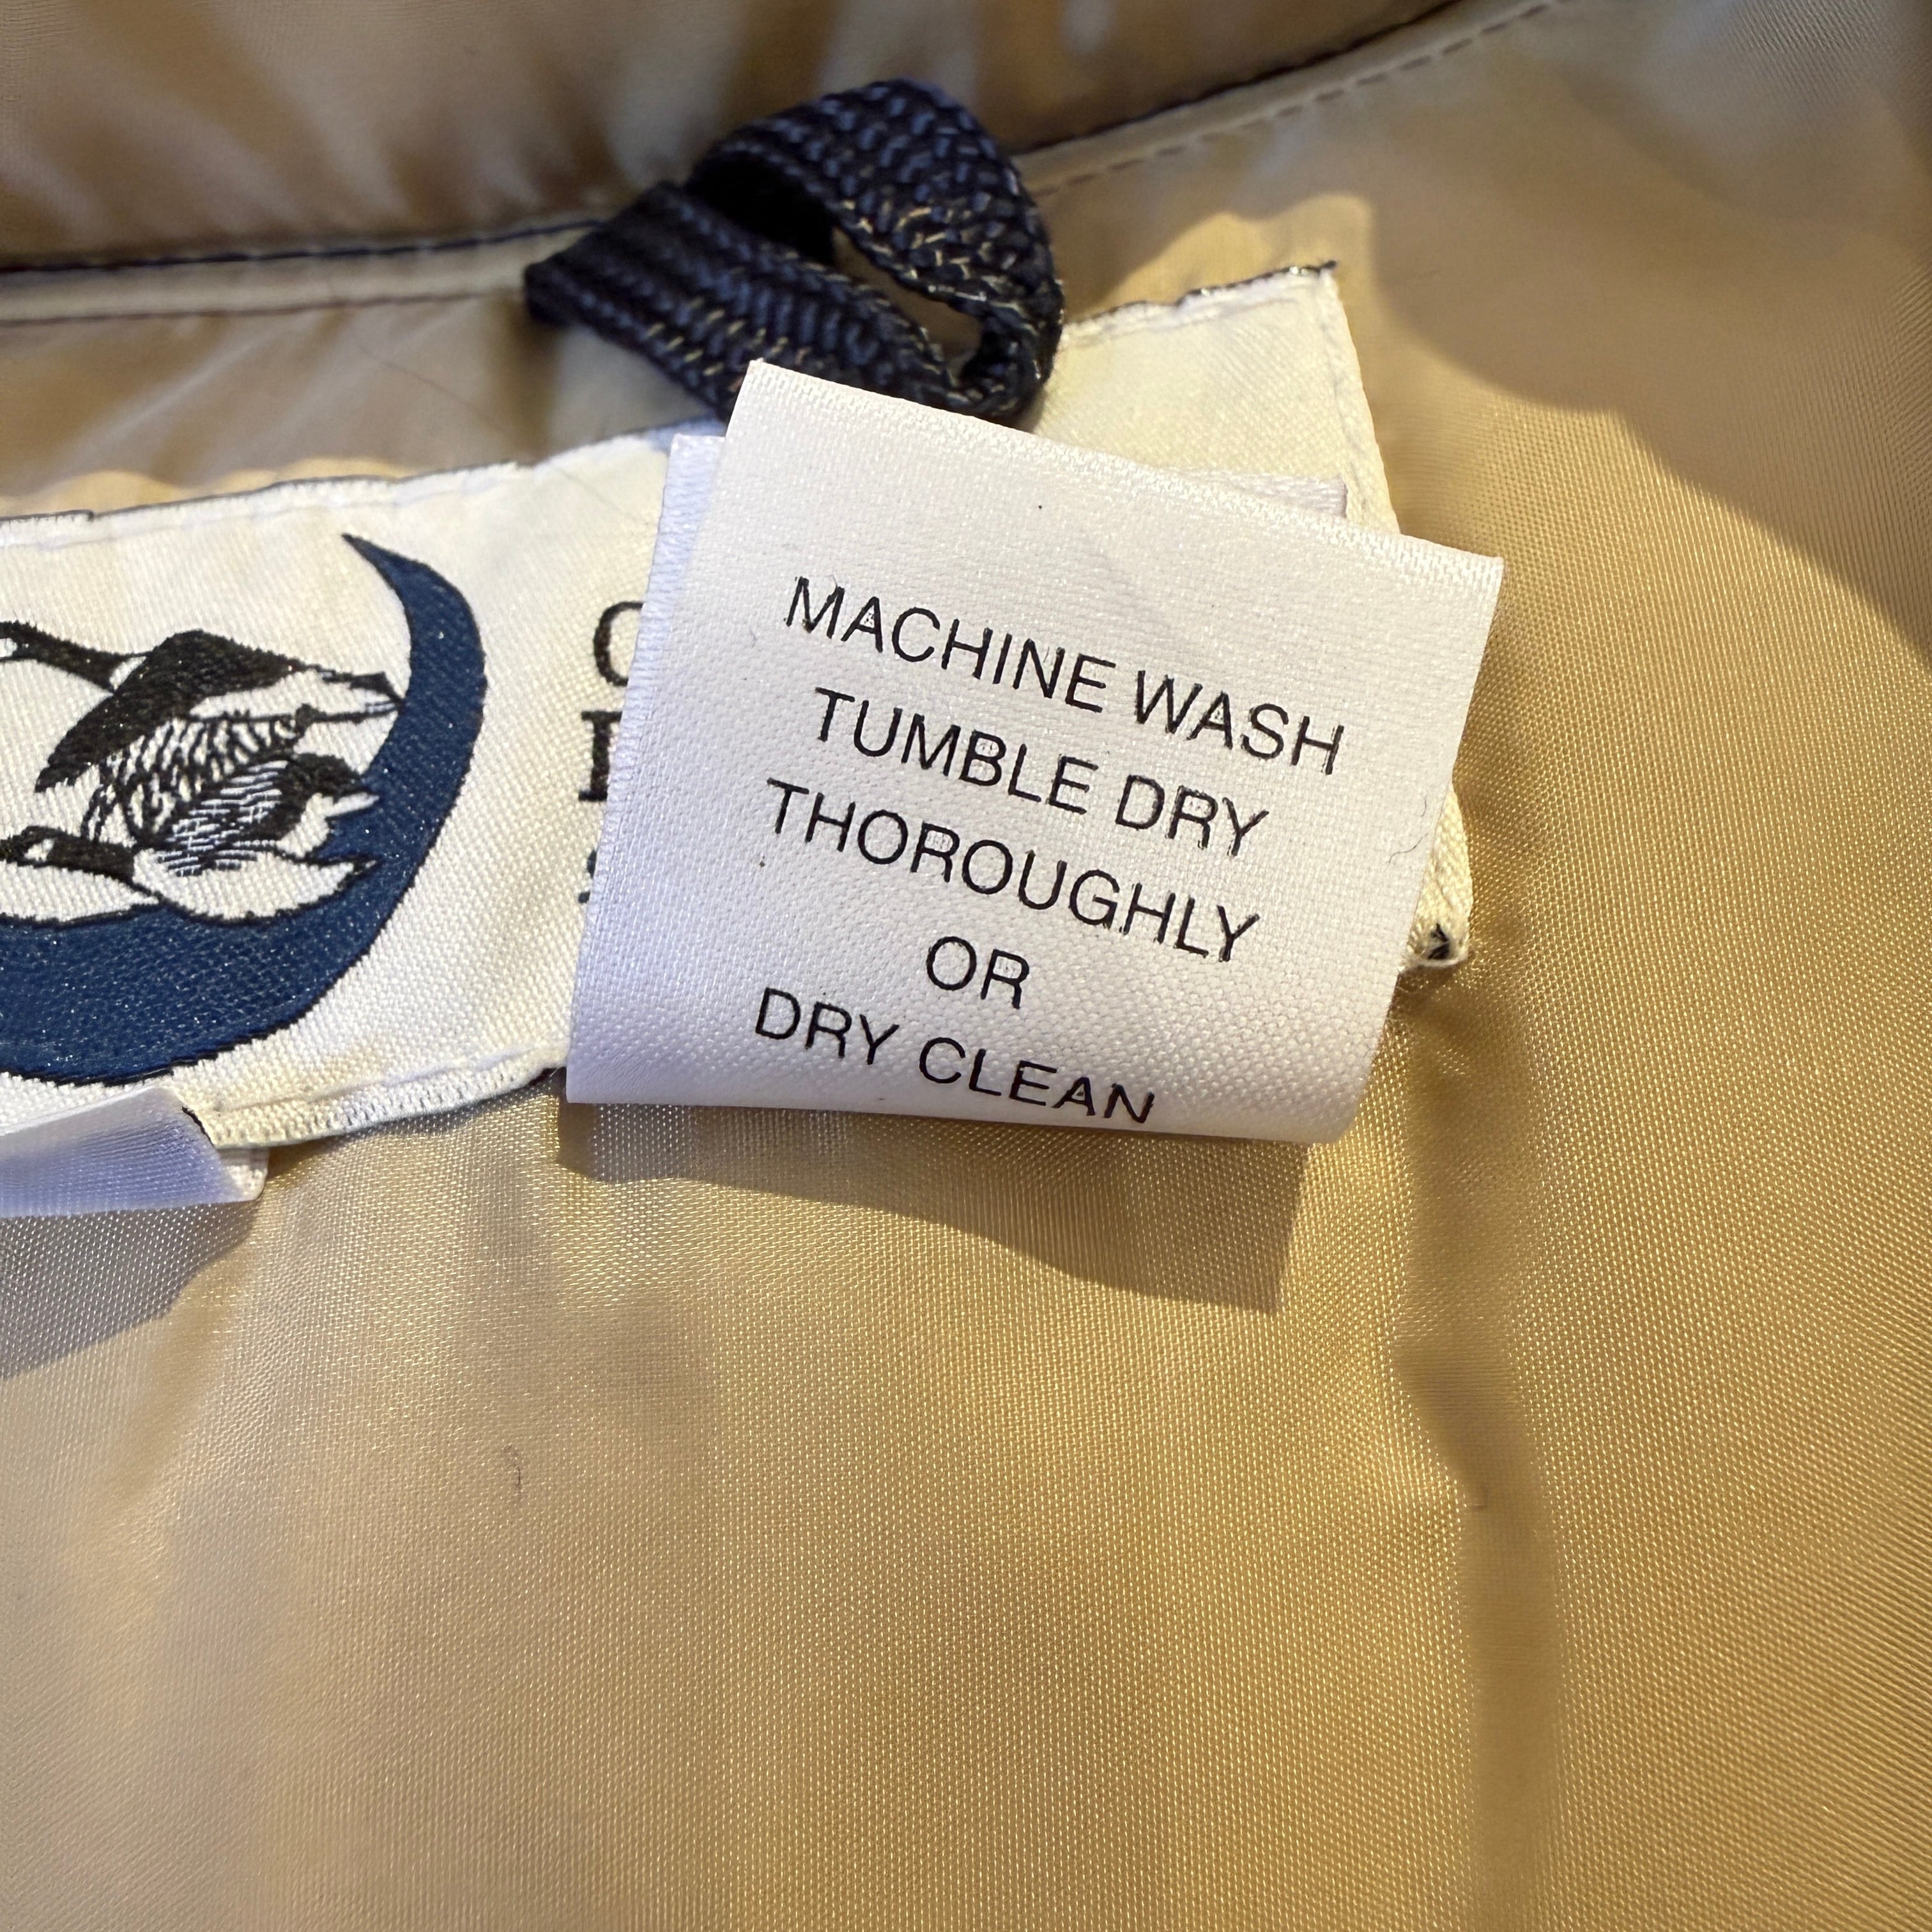 MACHINE WASH
TUMBLE DRY
THOROUGHLY
OR
DRY CLEAN